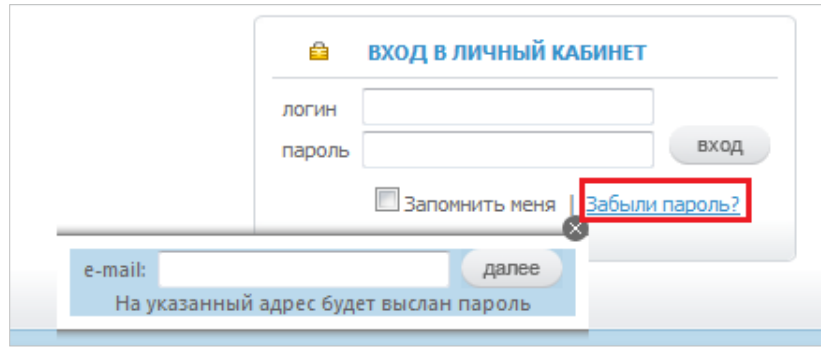 ВХОД В ЛИЧНЫЙ КАБИНЕТ
логин
пароль
вход
Запомнить меня | Забыли пароль?
e-mail:
далее
На указанный адрес будет выслан пароль